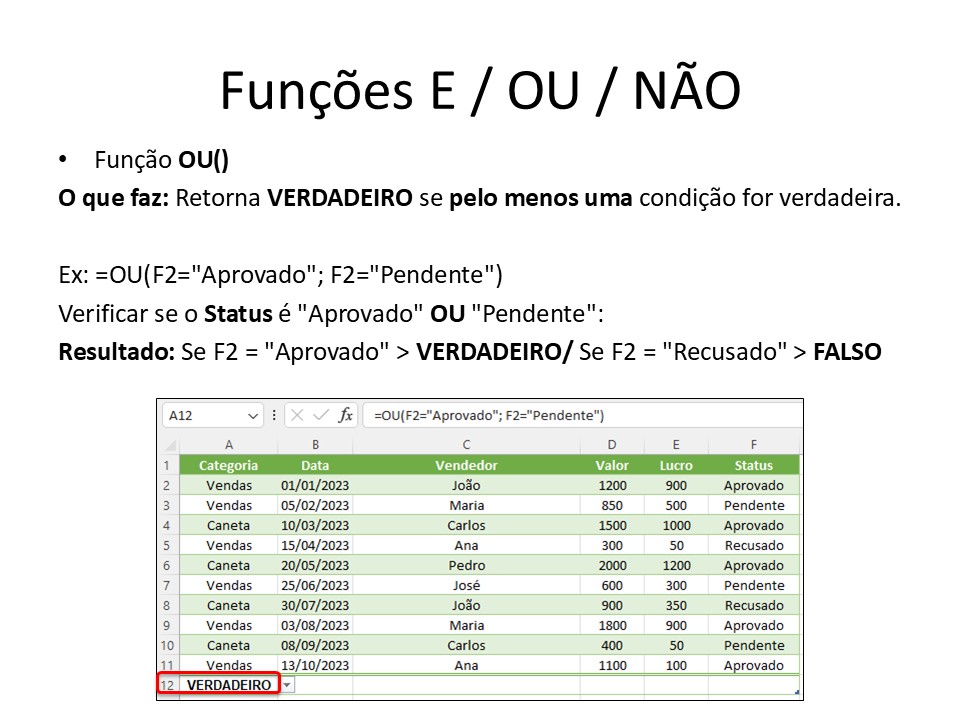 Funções E / OU / NÃO
• Função OU()
O que faz: Retorna VERDADEIRO se pelo menos uma condição for verdadeira.
Ex: =OU(F2="Aprovado"; F2="Pendente")
Verificar se o Status é "Aprovado" OU "Pendente":
Resultado: Se F2 = "Aprovado" > VERDADEIRO/ Se F2 = "Recusado" > FALSO
A12 fx =OU(F2="Aprovado"; F2="Pendente")
A B C D E F
1 Categoria Data Vendedor Valor Lucro Status
2 Vendas 01/01/2023 João 1200 900 Aprovado
3 Vendas 05/02/2023 Maria 850 500 Pendente
4 Caneta 10/03/2023 Carlos 1500 1000 Aprovado
5 Vendas 15/04/2023 Ana 300 50 Recusado
6 Caneta 20/05/2023 Pedro 2000 1200 Aprovado
7 Vendas 25/06/2023 José 600 300 Pendente
8 Caneta 30/07/2023 João 900 350 Recusado
9 Vendas 03/08/2023 Maria 1800 900 Aprovado
10 Caneta 08/09/2023 Carlos 400 50 Pendente
11 Vendas 13/10/2023 Ana 1100 100 Aprovado
12 VERDADEIRO